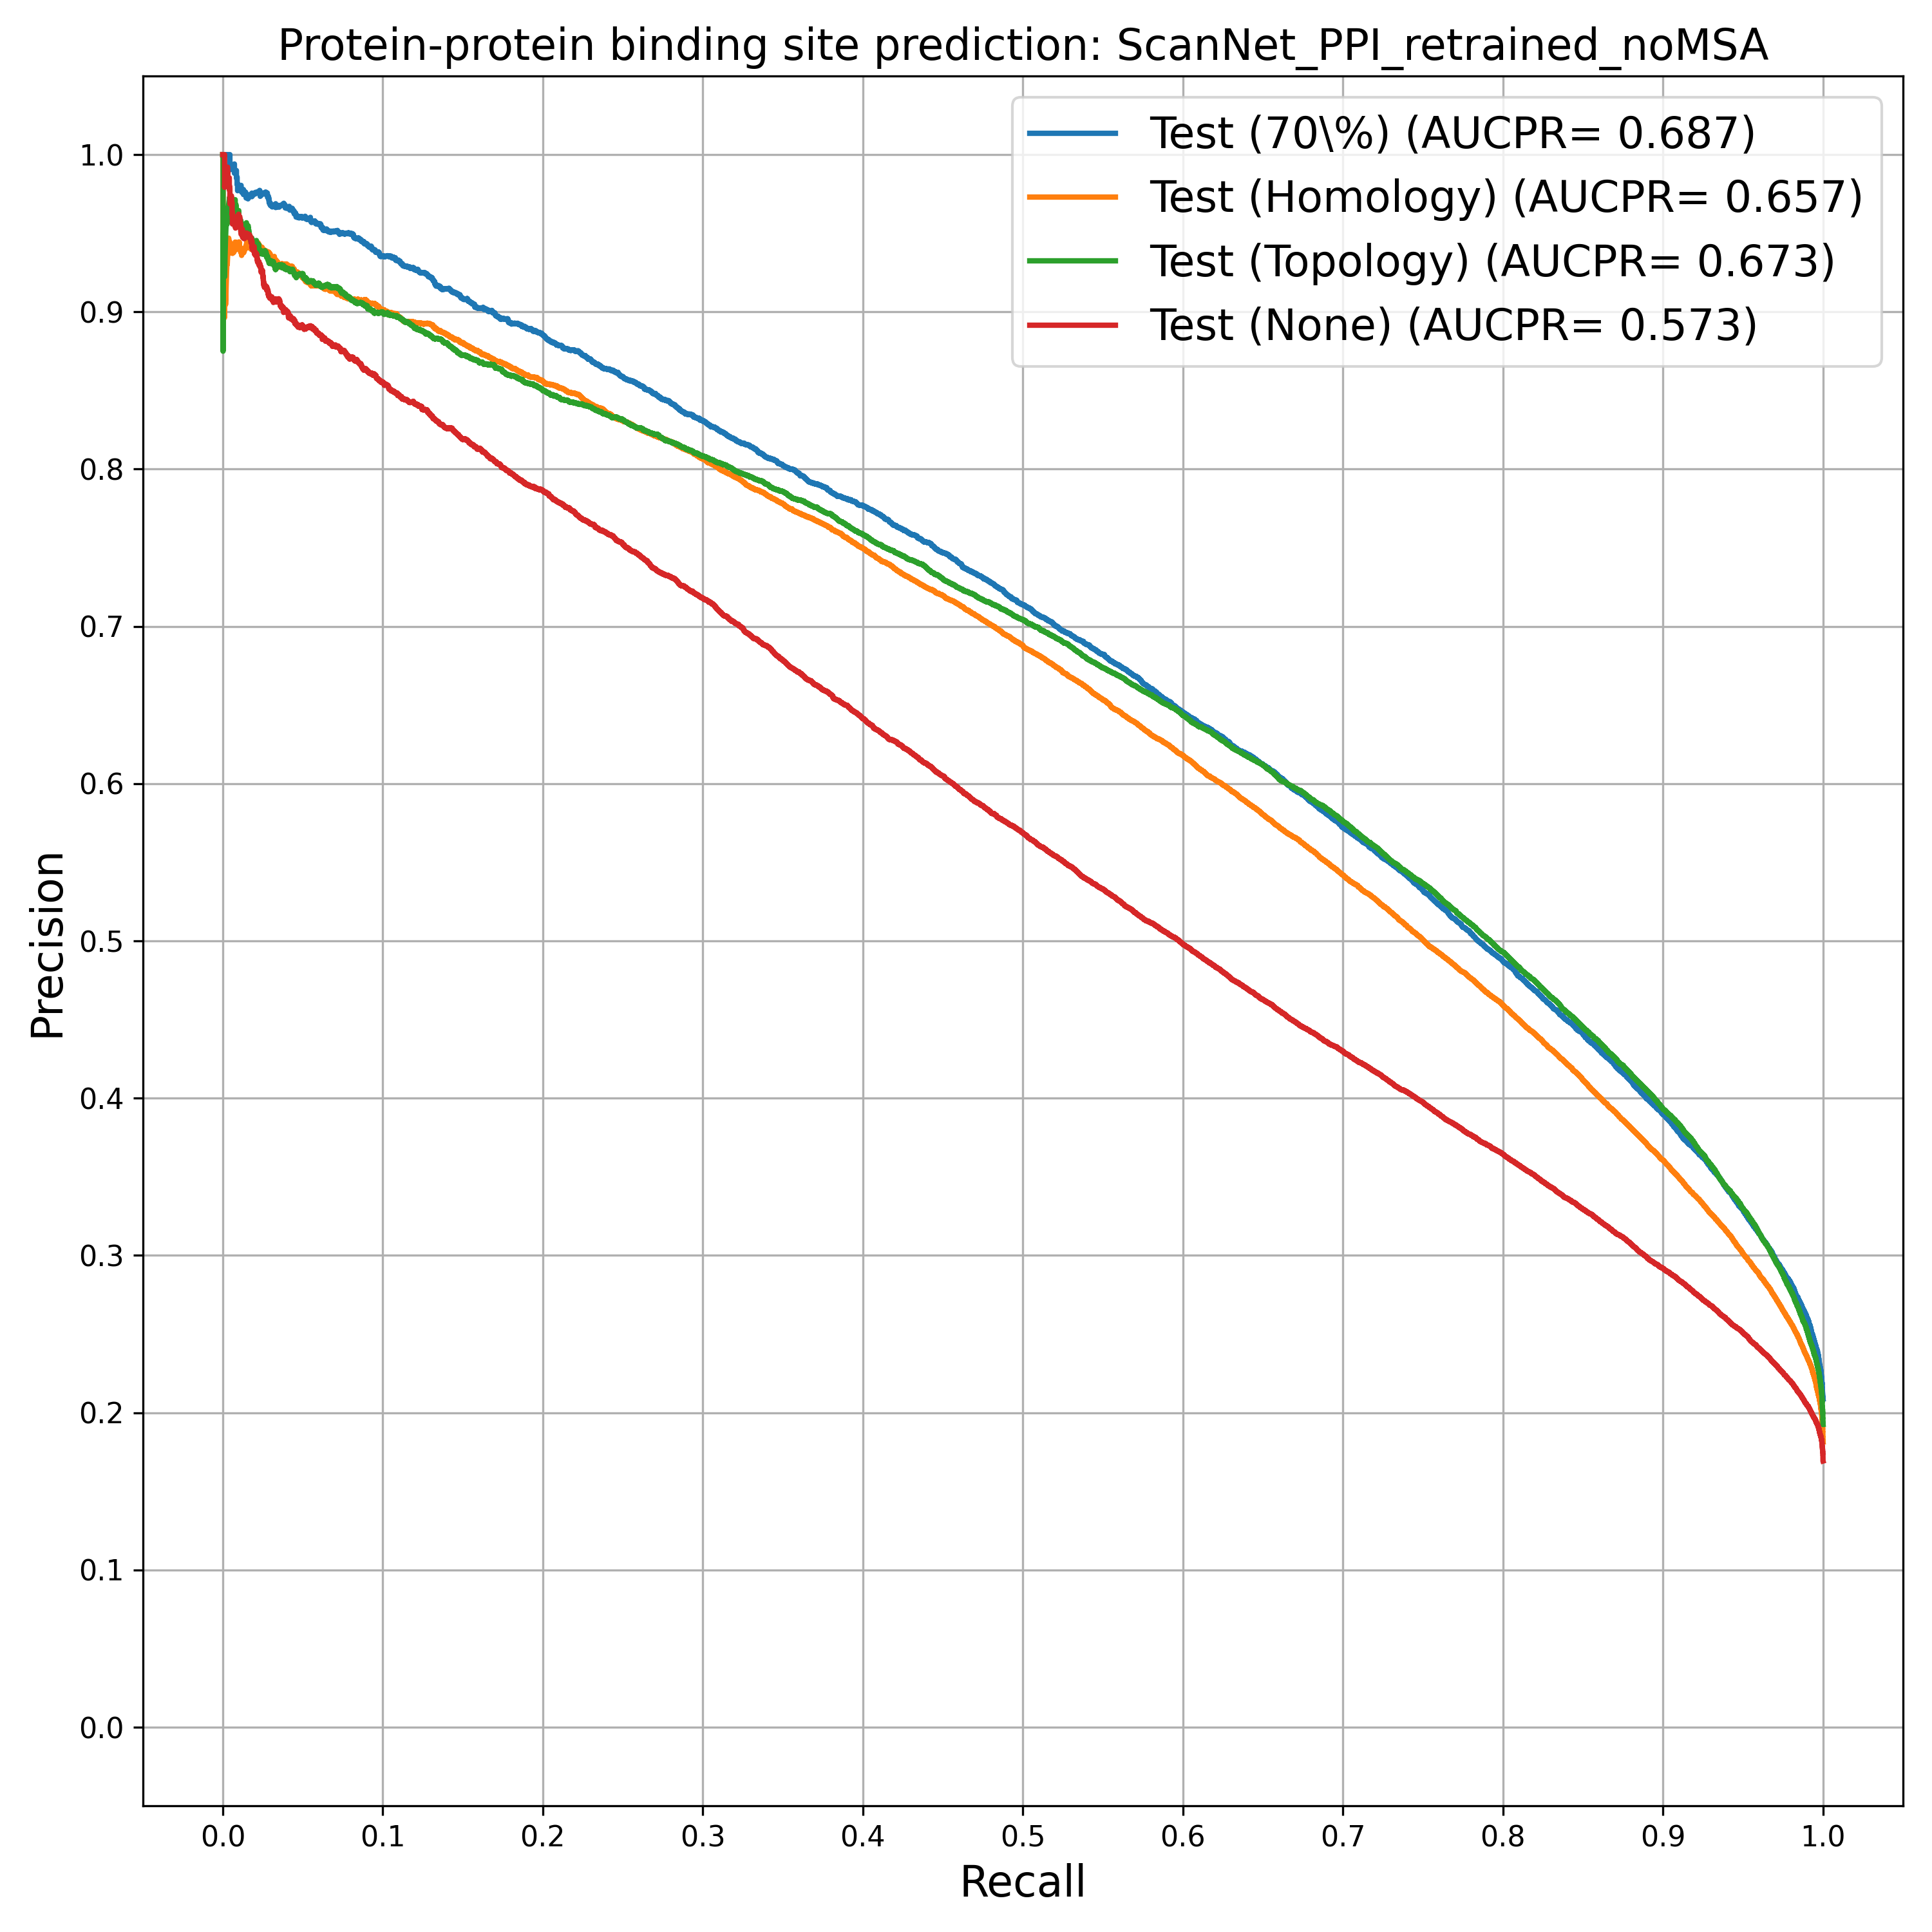 Protein-protein binding site prediction: ScanNet_PPI_retrained_noMSA
Test (70\%) (AUCPR= 0.687)
Test (Homology) (AUCPR= 0.657)
Test (Topology) (AUCPR= 0.673)
Test (None) (AUCPR= 0.573)
Precision
1.0
0.9
0.8
0.7
0.6
0.5
0.4
0.3
0.2
0.1
0.0
0.0 0.1 0.2 0.3 0.4 0.5 0.6 0.7 0.8 0.9 1.0
Recall